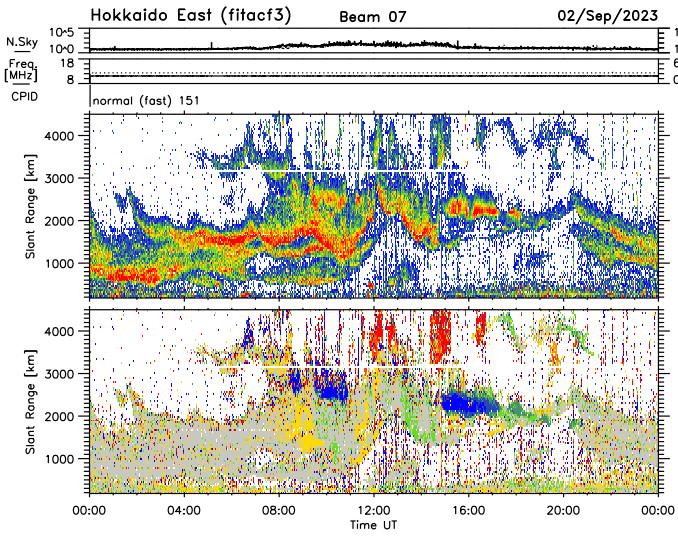 Hokkaido East (fitacf3) Beam 07 02/Sep/2023
N.Sky
10^5
10^0
Freq.
[MHz]
18
8
CPID
normal (fast) 151
Slant Range [km]
4000
3000
2000
1000
Slant Range [km]
4000
3000
2000
1000
00:00 04:00 08:00 12:00 16:00 20:00 00:00
Time UT